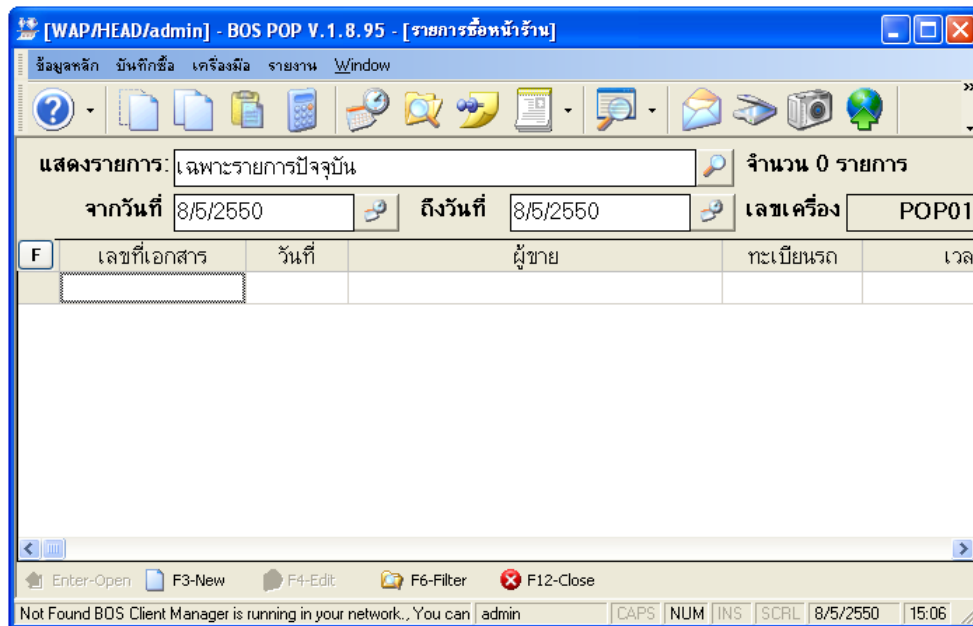 [WAP/HEAD/admin] - BOS POP V.1.8.95 - [รายการซื้อหน้าร้าน]
ข้อมูลหลัก บันทึกซื้อ เครื่องมือ รายงาน Window
แสดงรายการ: เฉพาะรายการปัจจุบัน จำนวน 0 รายการ
จากวันที่ 8/5/2550 ถึงวันที่ 8/5/2550 เลขเครื่อง POP01
F เลขที่เอกสาร วันที่ ผู้ขาย ทะเบียนรถ เวล
Enter-Open F3-New F4-Edit F6-Filter F12-Close
Not Found BOS Client Manager is running in your network., You can admin CAPS NUM INS SCRL 8/5/2550 15:06